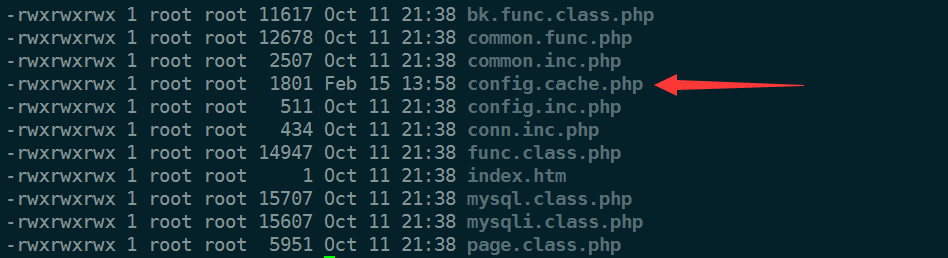 -rwxrwxrwx 1 root root 11617 Oct 11 21:38 bk.func.class.php
-rwxrwxrwx 1 root root 12678 Oct 11 21:38 common.func.php
-rwxrwxrwx 1 root root  2507 Oct 11 21:38 common.inc.php
-rwxrwxrwx 1 root root  1801 Feb 15 13:58 config.cache.php
-rwxrwxrwx 1 root root   511 Oct 11 21:38 config.inc.php
-rwxrwxrwx 1 root root   434 Oct 11 21:38 conn.inc.php
-rwxrwxrwx 1 root root 14947 Oct 11 21:38 func.class.php
-rwxrwxrwx 1 root root     1 Oct 11 21:38 index.htm
-rwxrwxrwx 1 root root 15707 Oct 11 21:38 mysql.class.php
-rwxrwxrwx 1 root root 15607 Oct 11 21:38 mysqli.class.php
-rwxrwxrwx 1 root root  5951 Oct 11 21:38 page.class.php